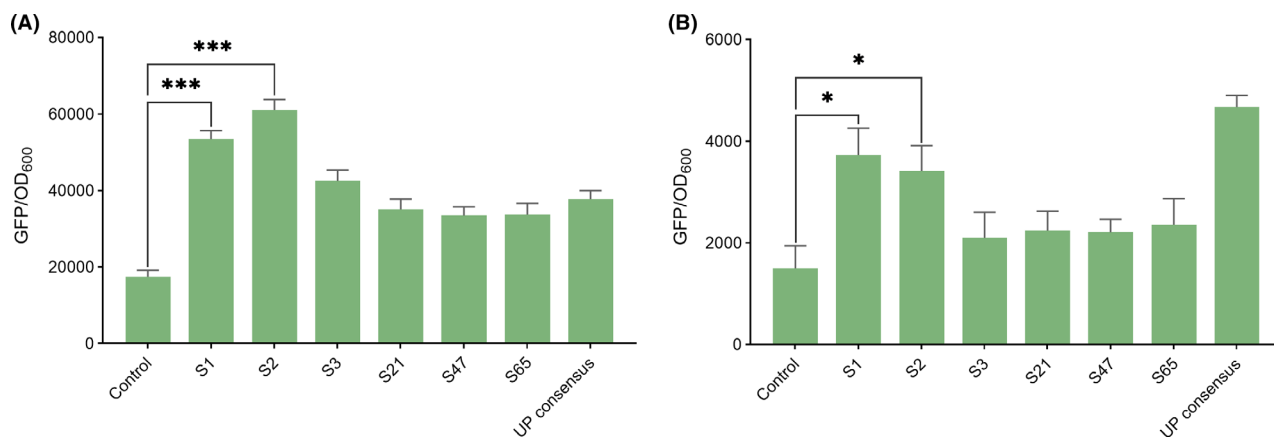 (A)
80000
60000
40000
20000
0
GFP/OD600
***
***
Control
S1
S2
S3
S21
S47
S65
UP consensus
(B)
6000
4000
2000
0
GFP/OD600
*
*
Control
S1
S2
S3
S21
S47
S65
UP consensus